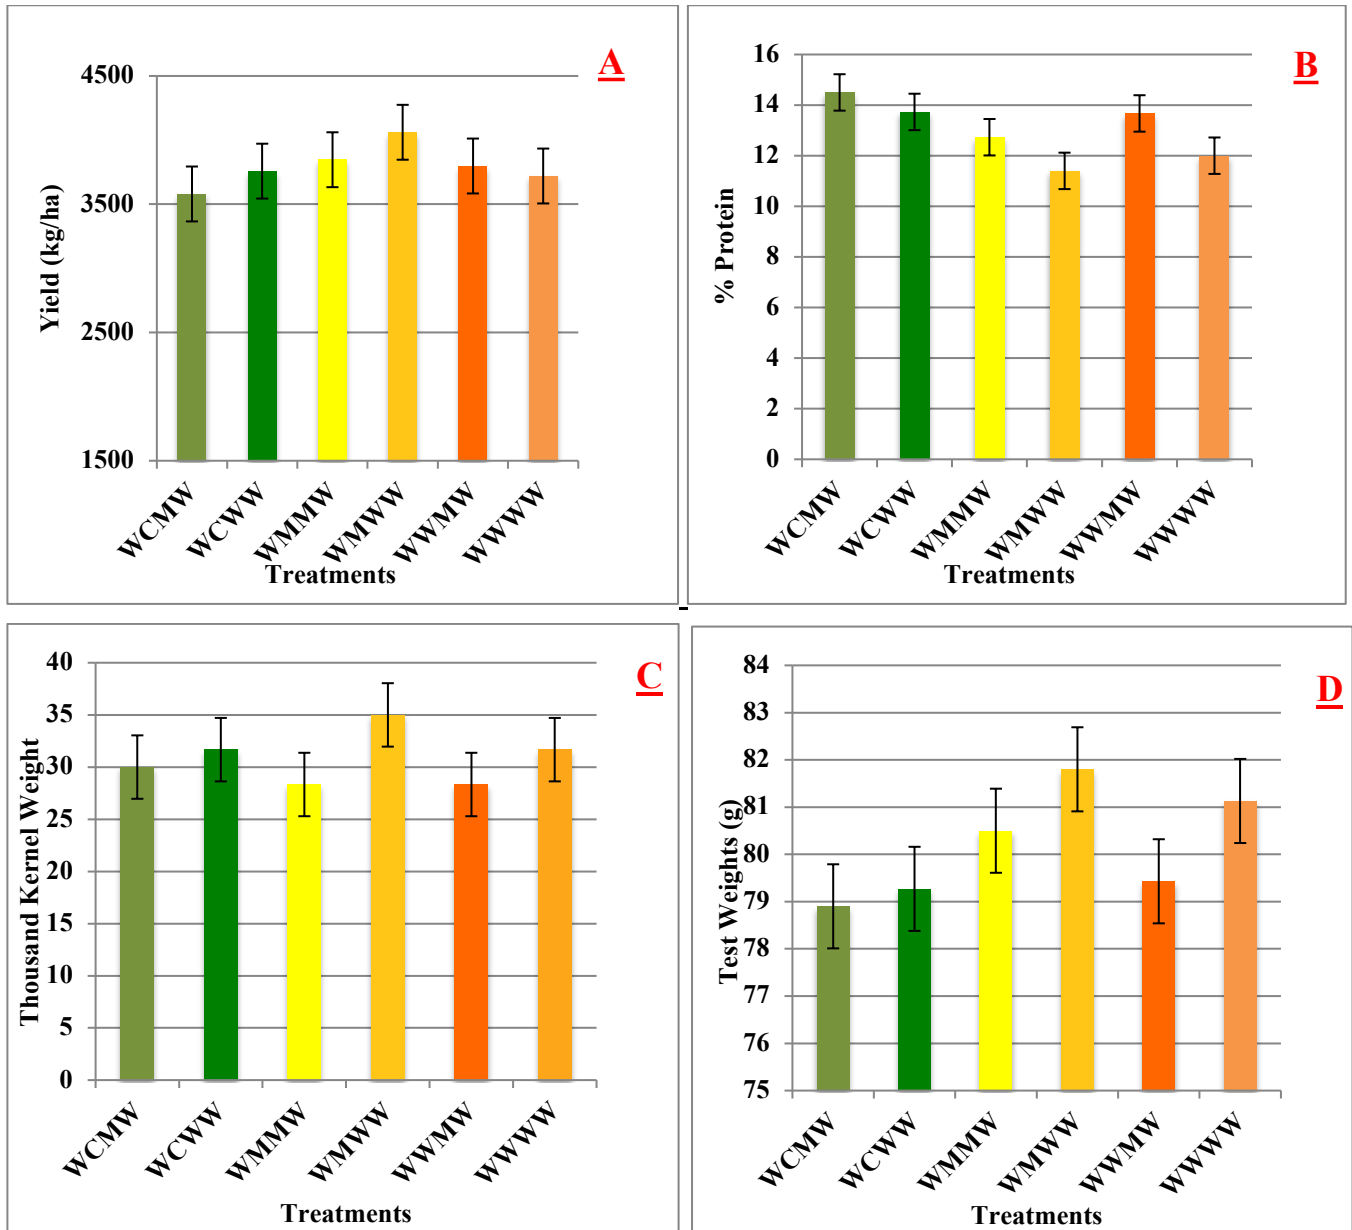 A
Yield (kg/ha)
4500
3500
2500
1500
WCMW
WCWW
WMMW
WMWW
WWMW
WWWW
Treatments
B
% Protein
16
14
12
10
8
6
4
2
0
WCMW
WCWW
WMMW
WMWW
WWMW
WWWW
Treatments
C
Thousand Kernel Weight
40
35
30
25
20
15
10
5
0
WCMW
WCWW
WMMW
WMWW
WWMW
WWWW
Treatments
D
Test Weights (g)
84
83
82
81
80
79
78
77
76
75
WCMW
WCWW
WMMW
WMWW
WWMW
WWWW
Treatments